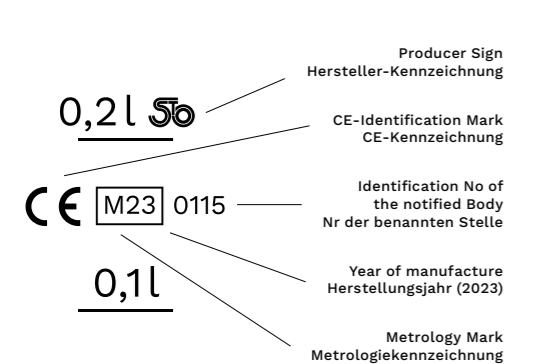 Producer Sign
Hersteller-Kennzeichnung
0,2 l STO
CE-Identification Mark
CE-Kennzeichnung
CE M23 0115
Identification No of
the notified Body
Nr der benannten Stelle
0,1 l
Year of manufacture
Herstellungsjahr (2023)
Metrology Mark
Metrologiekennzeichnung